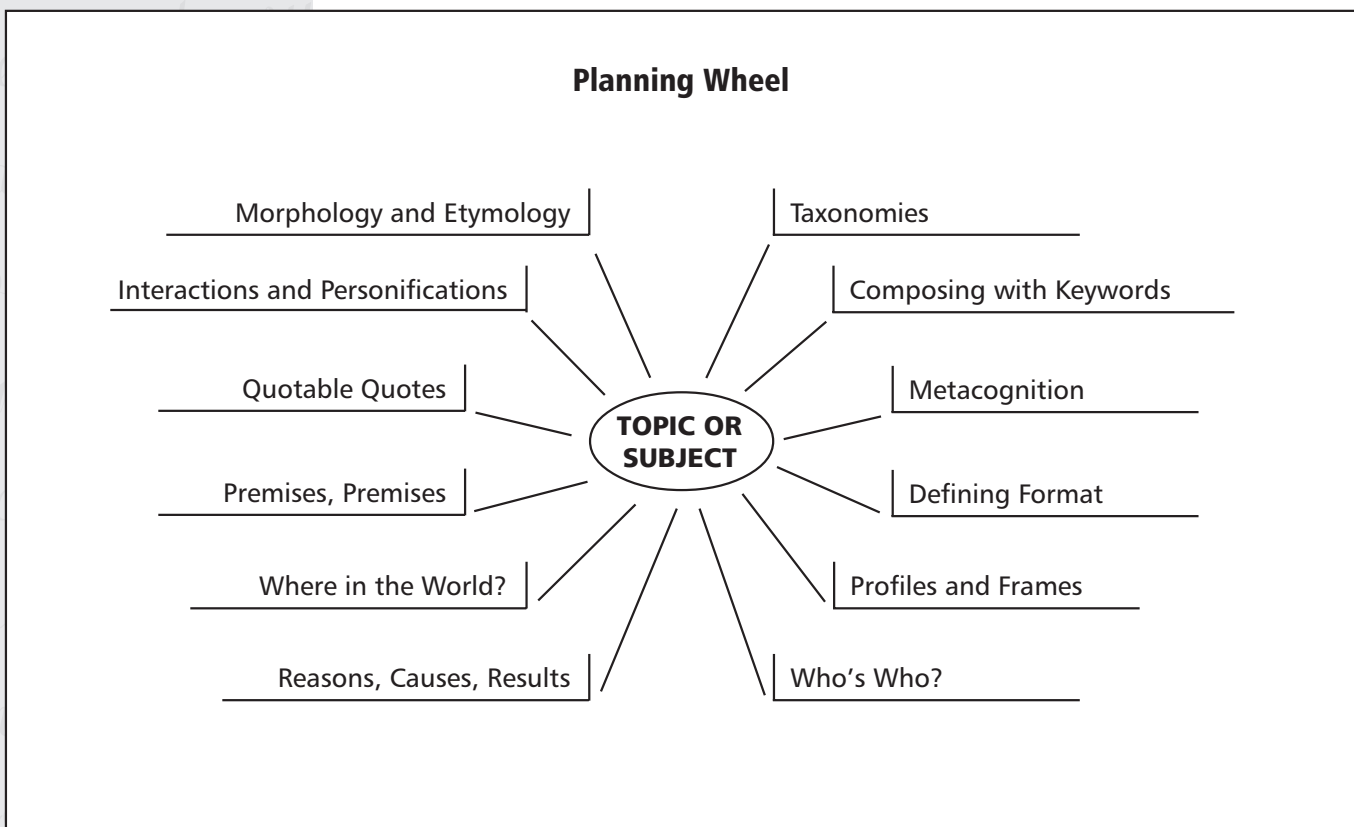 Planning Wheel
Morphology and Etymology
Taxonomies
Interactions and Personifications
Composing with Keywords
Quotable Quotes
Metacognition
TOPIC OR
SUBJECT
Premises, Premises
Defining Format
Where in the World?
Profiles and Frames
Reasons, Causes, Results
Who's Who?